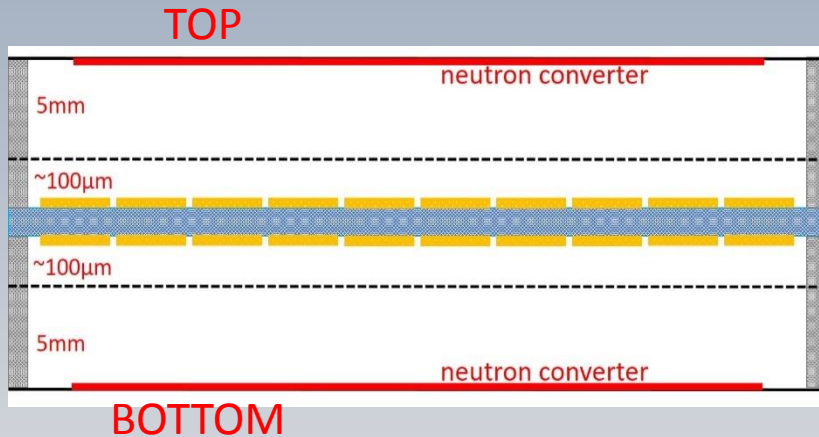 TOP
neutron converter
5mm
~100μm
~100μm
5mm
neutron converter
BOTTOM